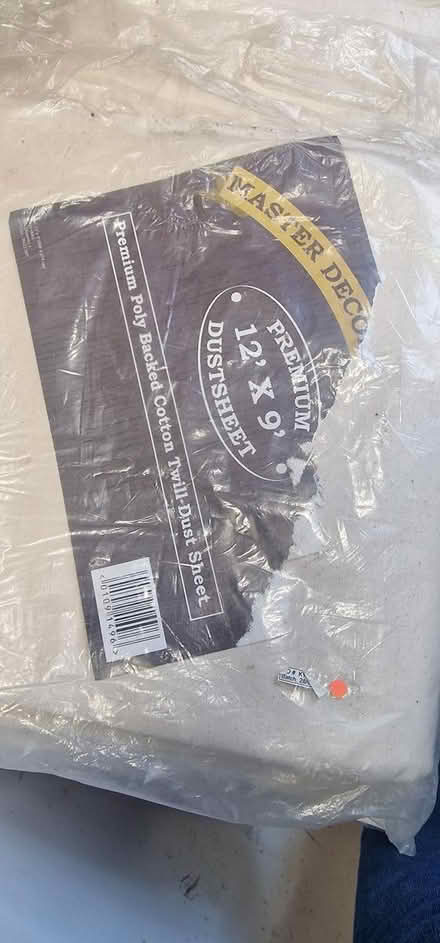 MASTER DECO
PREMIUM
12' X 9'
DUSTSHEET
Premium Poly Backed Cotton Twill-Dust Sheet